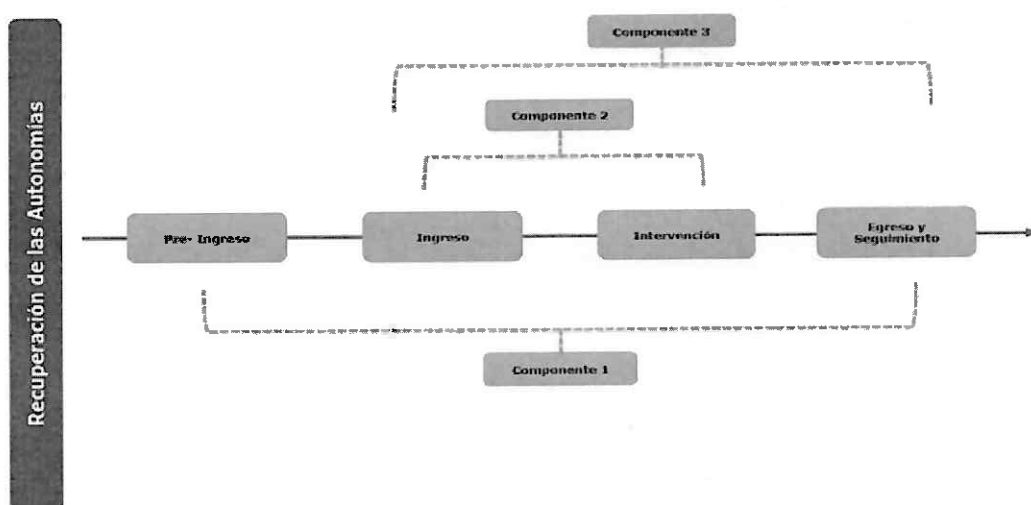 Recuperación de las Autonomías
Componente 3
Componente 2
Pre- Ingreso
Ingreso
Intervención
Egreso y
Seguimiento
Componente 1